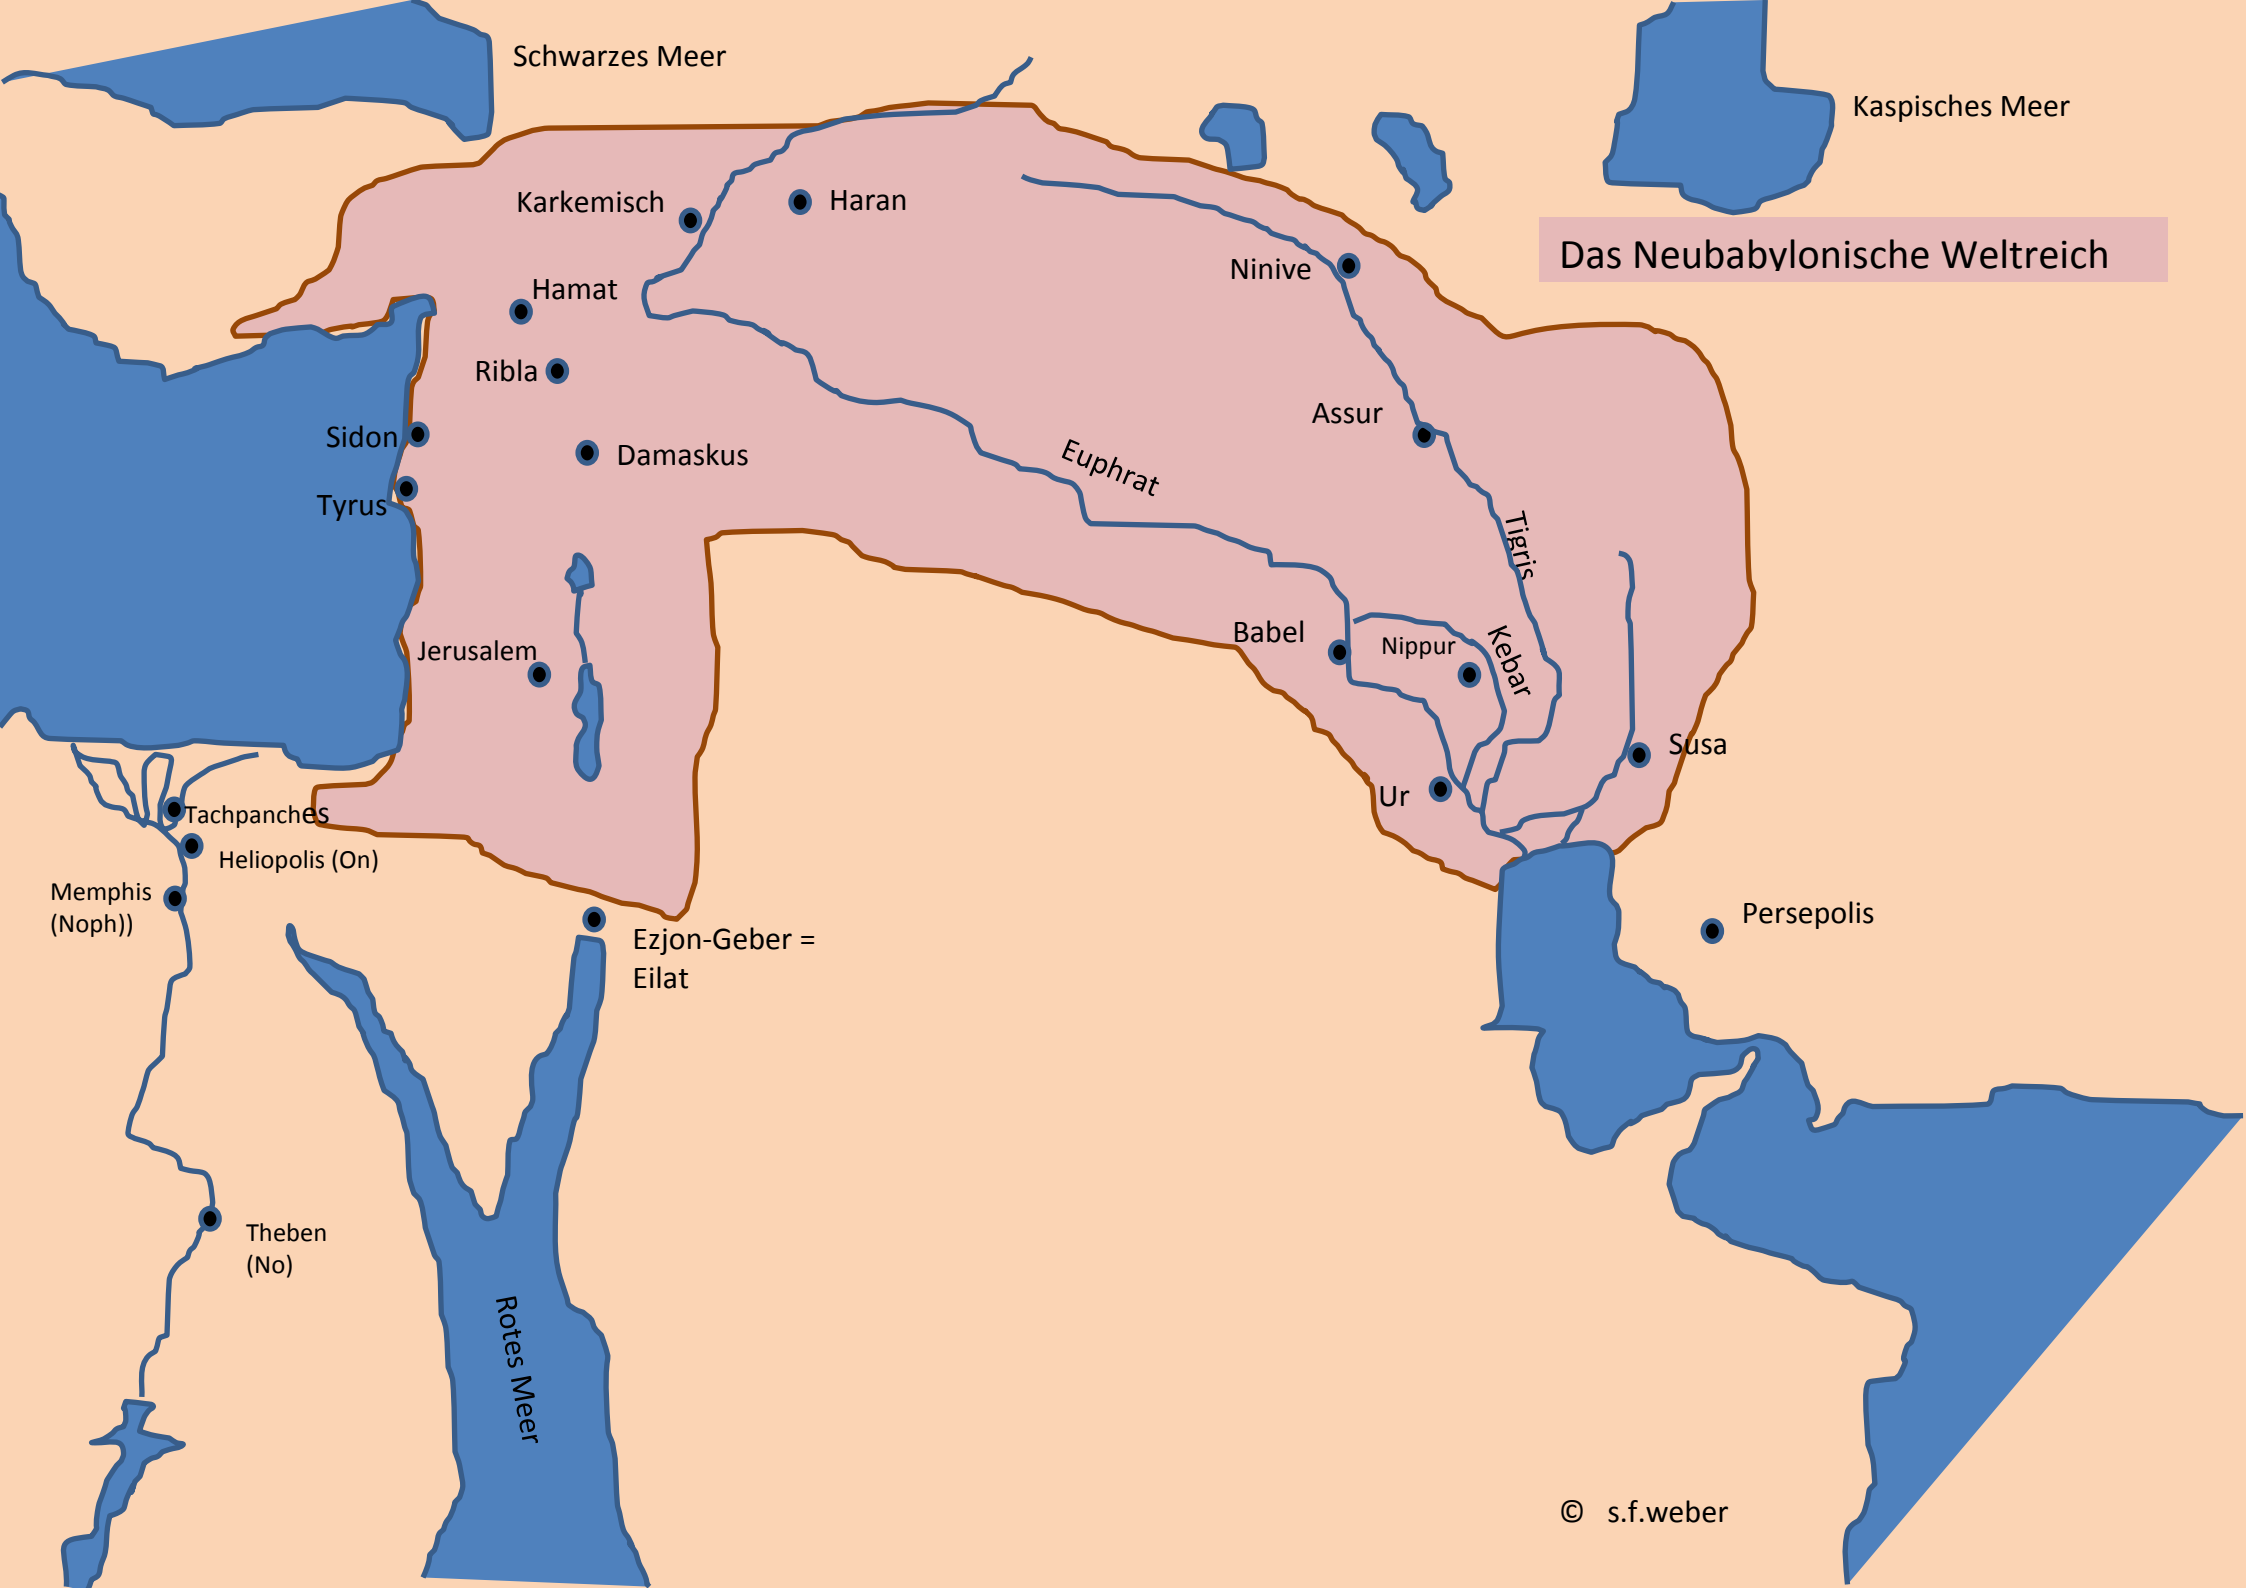 Schwarzes Meer
Kaspisches Meer
Karkemisch
Haran
Das Neubabylonische Weltreich
Ninive
Hamat
Ribla
Assur
Sidon
Damaskus
Euphrat
Tyrus
Tigris
Babel
Nippur
Kebar
Jerusalem
Susa
Ur
Tachpanches
Heliopolis (On)
Memphis
(Noph))
Persepolis
Ezjon-Geber =
Eilat
Theben
(No)
Rotes Meer
© s.f.weber